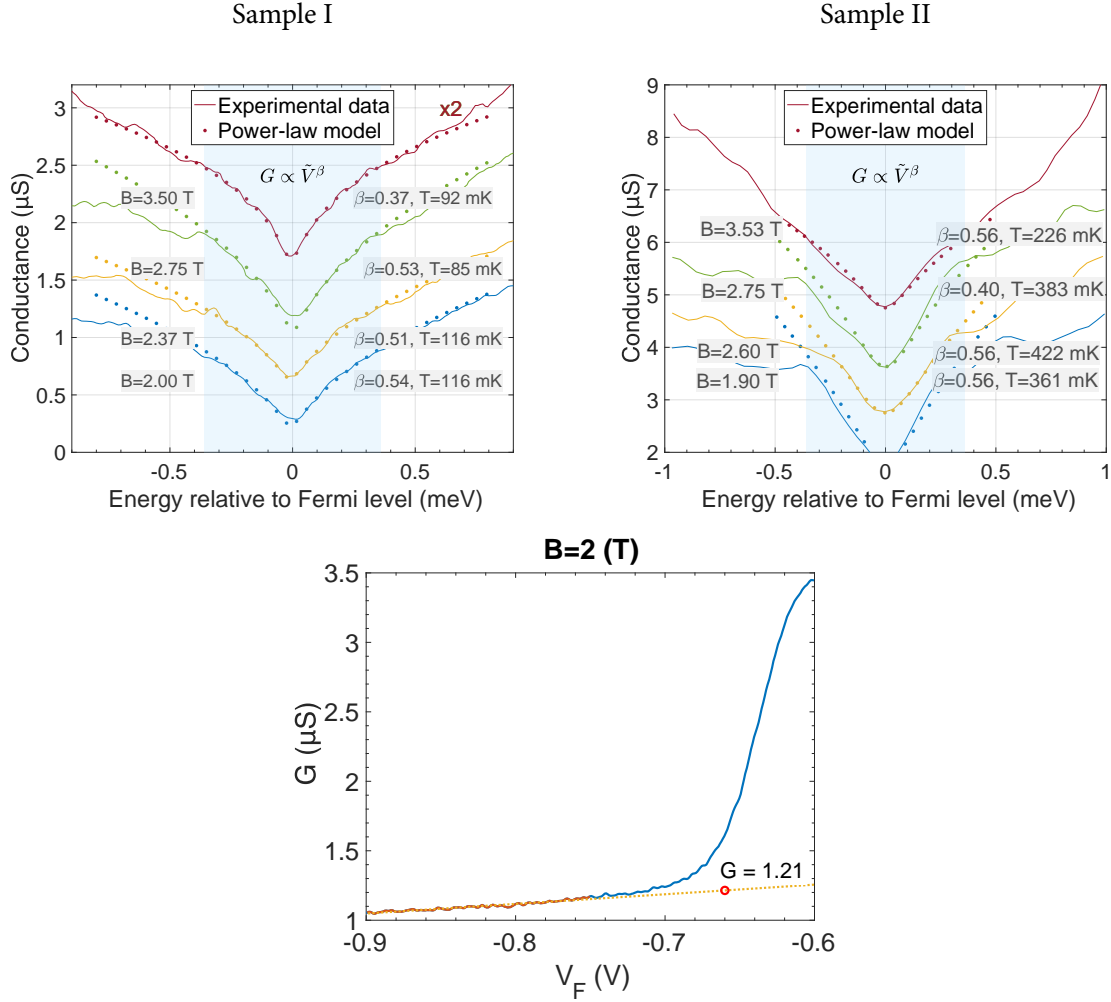 Sample I
Sample II
3
2.5
2
1.5
1
0.5
0
Conductance (µS)
Experimental data
Power-law model
x2
G ∝ Ṽ^β
B=3.50 T
β=0.37, T=92 mK
B=2.75 T
β=0.53, T=85 mK
B=2.37 T
β=0.51, T=116 mK
B=2.00 T
β=0.54, T=116 mK
-0.5
0
0.5
Energy relative to Fermi level (meV)
9
8
7
6
5
4
3
2
Conductance (µS)
Experimental data
Power-law model
G ∝ Ṽ^β
B=3.53 T
β=0.56, T=226 mK
B=2.75 T
β=0.40, T=383 mK
B=2.60 T
β=0.56, T=422 mK
B=1.90 T
β=0.56, T=361 mK
-1
-0.5
0
0.5
1
Energy relative to Fermi level (meV)
B=2 (T)
3.5
3
2.5
2
1.5
1
G (µS)
G = 1.21
-0.9
-0.8
-0.7
-0.6
V_F (V)